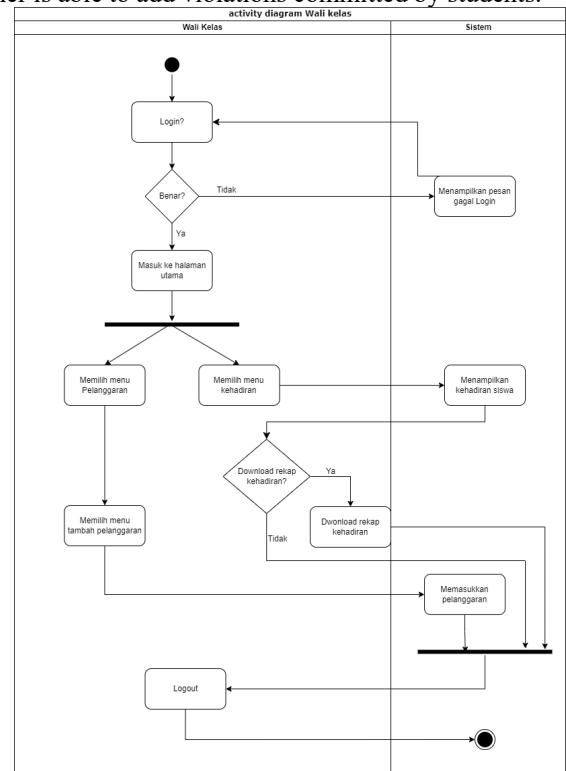 er is able to add violations committed by students.
activity diagram Wali kelas
Wali Kelas
Sistem
Login?
Benar?
Tidak
Menampilkan pesan
gagal Login
Ya
Masuk ke halaman
utama
Memilih menu
Pelanggaran
Memilih menu
kehadiran
Menampilkan
kehadiran siswa
Download rekap
kehadiran?
Ya
Dwonload rekap
kehadiran
Tidak
Memilih menu
tambah pelanggaran
Memasukkan
pelanggaran
Logout